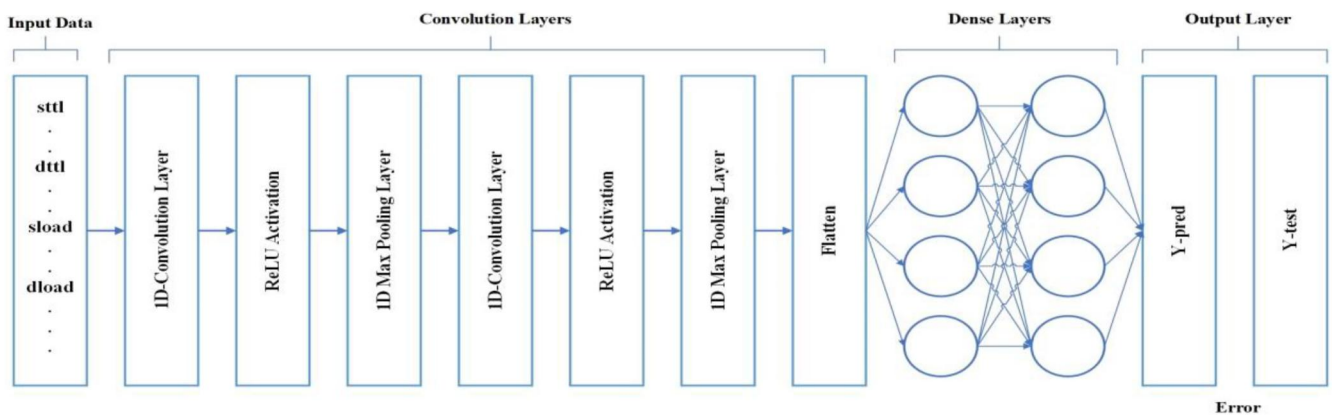 Input Data
Convolution Layers
Dense Layers
Output Layer
sttl
.
.
dttl
.
.
sload
.
.
dload
.
.
.
1D-Convolution Layer
ReLU Activation
1D Max Pooling Layer
1D-Convolution Layer
ReLU Activation
1D Max Pooling Layer
Flatten
Y-pred
Y-test
Error